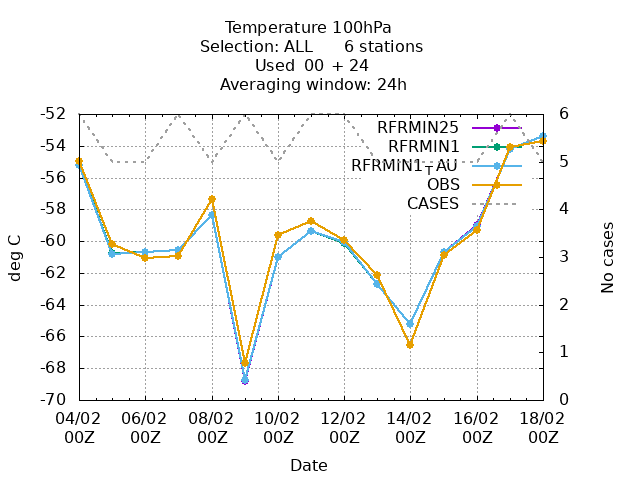 Temperature 100hPa
Selection: ALL 6 stations
Used 00 + 24
Averaging window: 24h
-52
-54
-56
-58
-60
-62
-64
-66
-68
-70
deg C
6
5
4
3
2
1
0
No cases
RFRMIN25
RFRMIN1
RFRMIN1TAU
OBS
CASES
04/02 06/02 08/02 10/02 12/02 14/02 16/02 18/02
00Z 00Z 00Z 00Z 00Z 00Z 00Z 00Z
Date